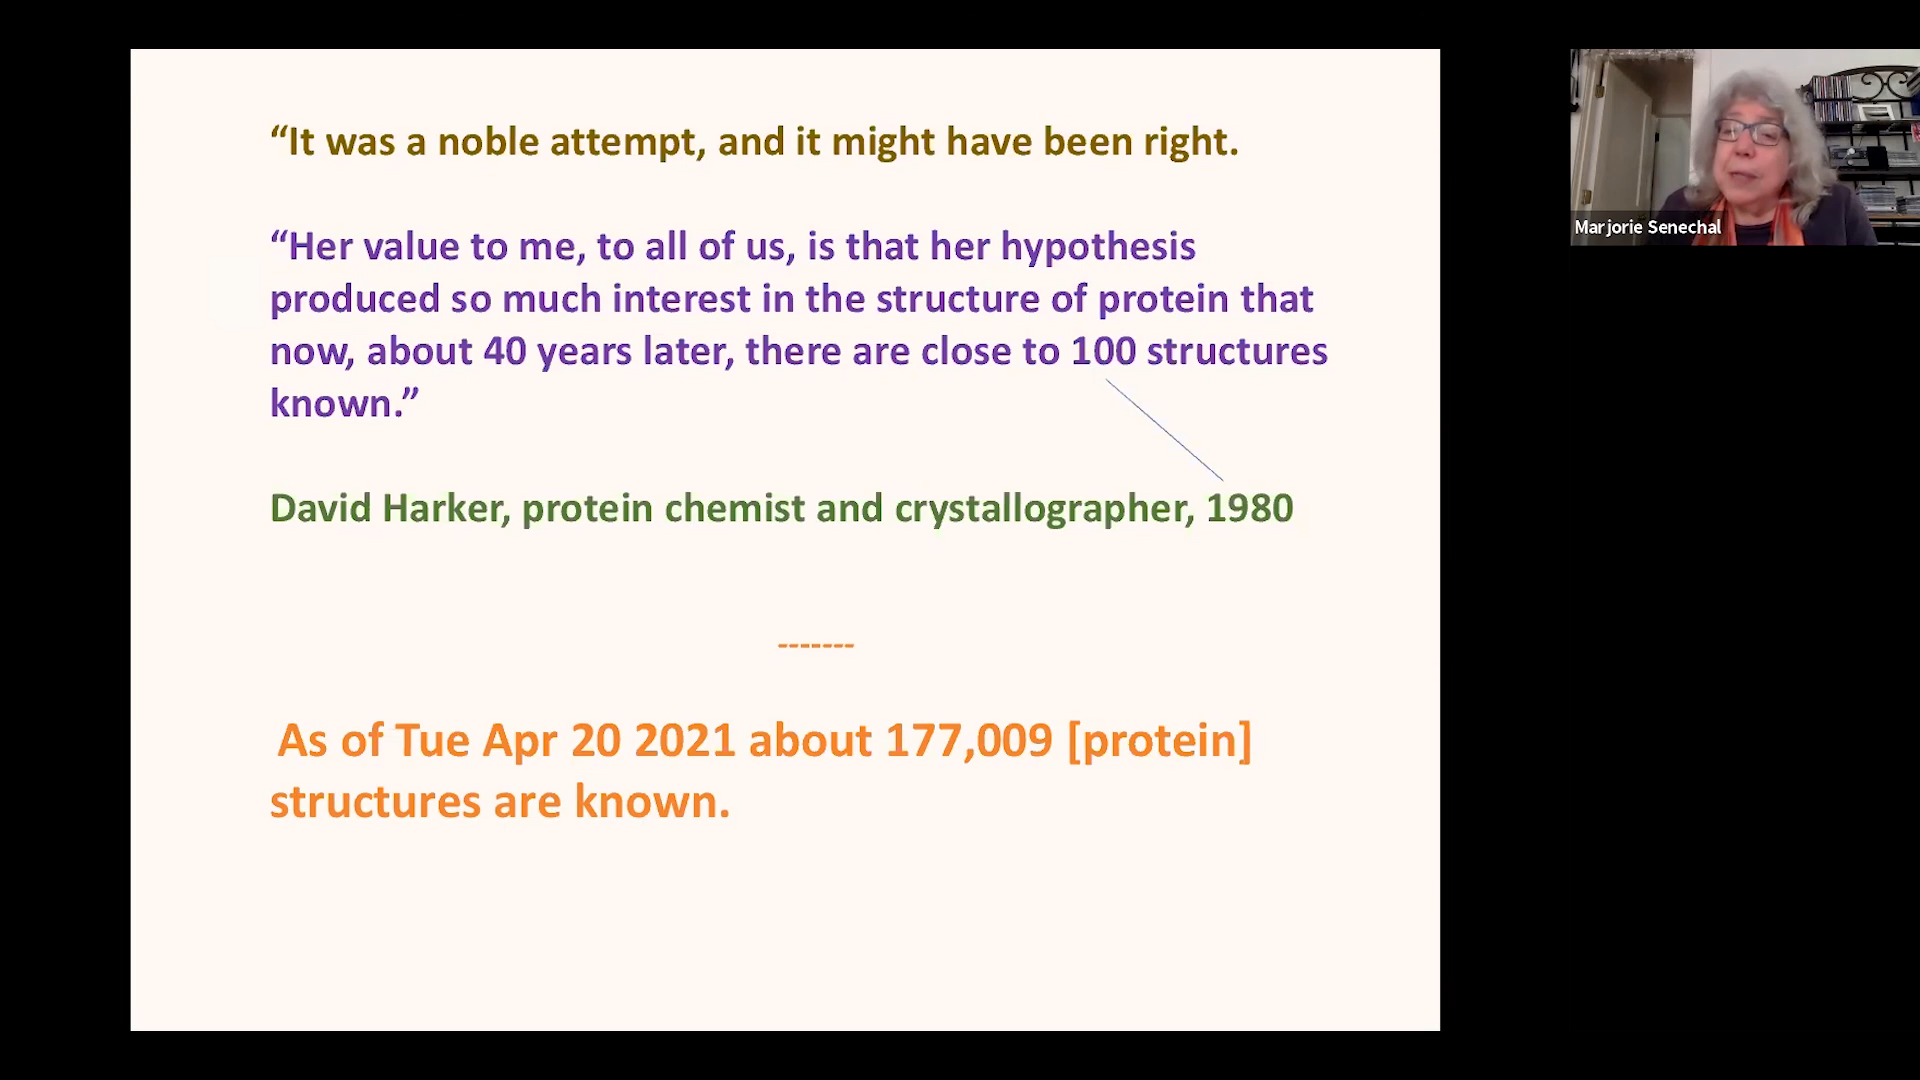 “It was a noble attempt, and it might have been right.
“Her value to me, to all of us, is that her hypothesis
produced so much interest in the structure of protein that
now, about 40 years later, there are close to 100 structures
known.”
David Harker, protein chemist and crystallographer, 1980
-------
As of Tue Apr 20 2021 about 177,009 [protein]
structures are known.
Marjorie Senechal